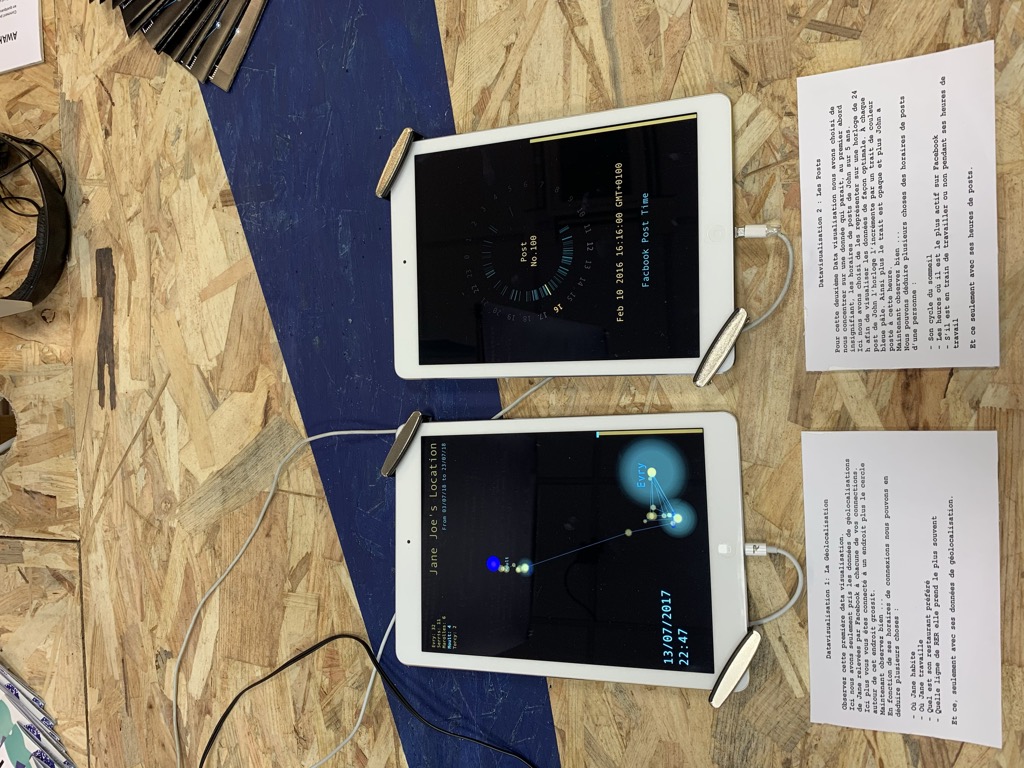 AWA
Evry: 32
Serris: 11
Marolles: 6
Moult: 4
Torcy: 2
Jane Joe's Location
From 03/07/18 to 23/07/18
Moult
Evry
13/07/2017
22:47
Post
No.100
16
Feb 10 2016 16:16:00 GMT+0100
Facbook Post Time
Datavisualisation 1: La Géolocalisation
Observez cette première data visualisation.
Ici nous avons seulement pris les données de géolocalisations
de Jane relevées par Facebook à chacune de vos connections.
Ici plus vous vous êtes connecté à un endroit plus le cercle
autour de cet endroit grossit.
Maintenant observez bien ...
En fonction de ses horaires de connexions nous pouvons en
déduire plusieurs choses :
- Où Jane habite
- Où Jane travaille
- Quel est son restaurant préféré
- Quelle ligne de RER elle prend le plus souvent
Et ce, seulement avec ses données de géolocalisation.
Datavisualisation 2 : Les Posts
Pour cette deuxième Data visualisation nous avons choisi de
nous concentrer sur une donnée qui parait, au premier abord
insignifiant, les horaires de posts de John sur 5 ans.
Ici nous avons choisi de les représenter sur une horloge de 24
h afin de visualiser les données de façon optimale. À chaque
post de John l'horloge l'incrémente par un trait de couleur
bleue pâle. Ainsi plus le trait est opaque et plus John a
posté à cette heure.
Maintenant observez bien ...
Nous pouvons déduire plusieurs choses des horaires de posts
d'une personne :
- Son cycle du sommeil
- Les heures où il est le plus actif sur Facebook
- S'il est en train de travailler ou non pendant ses heures de
travail
Et ce seulement avec ses heures de posts.